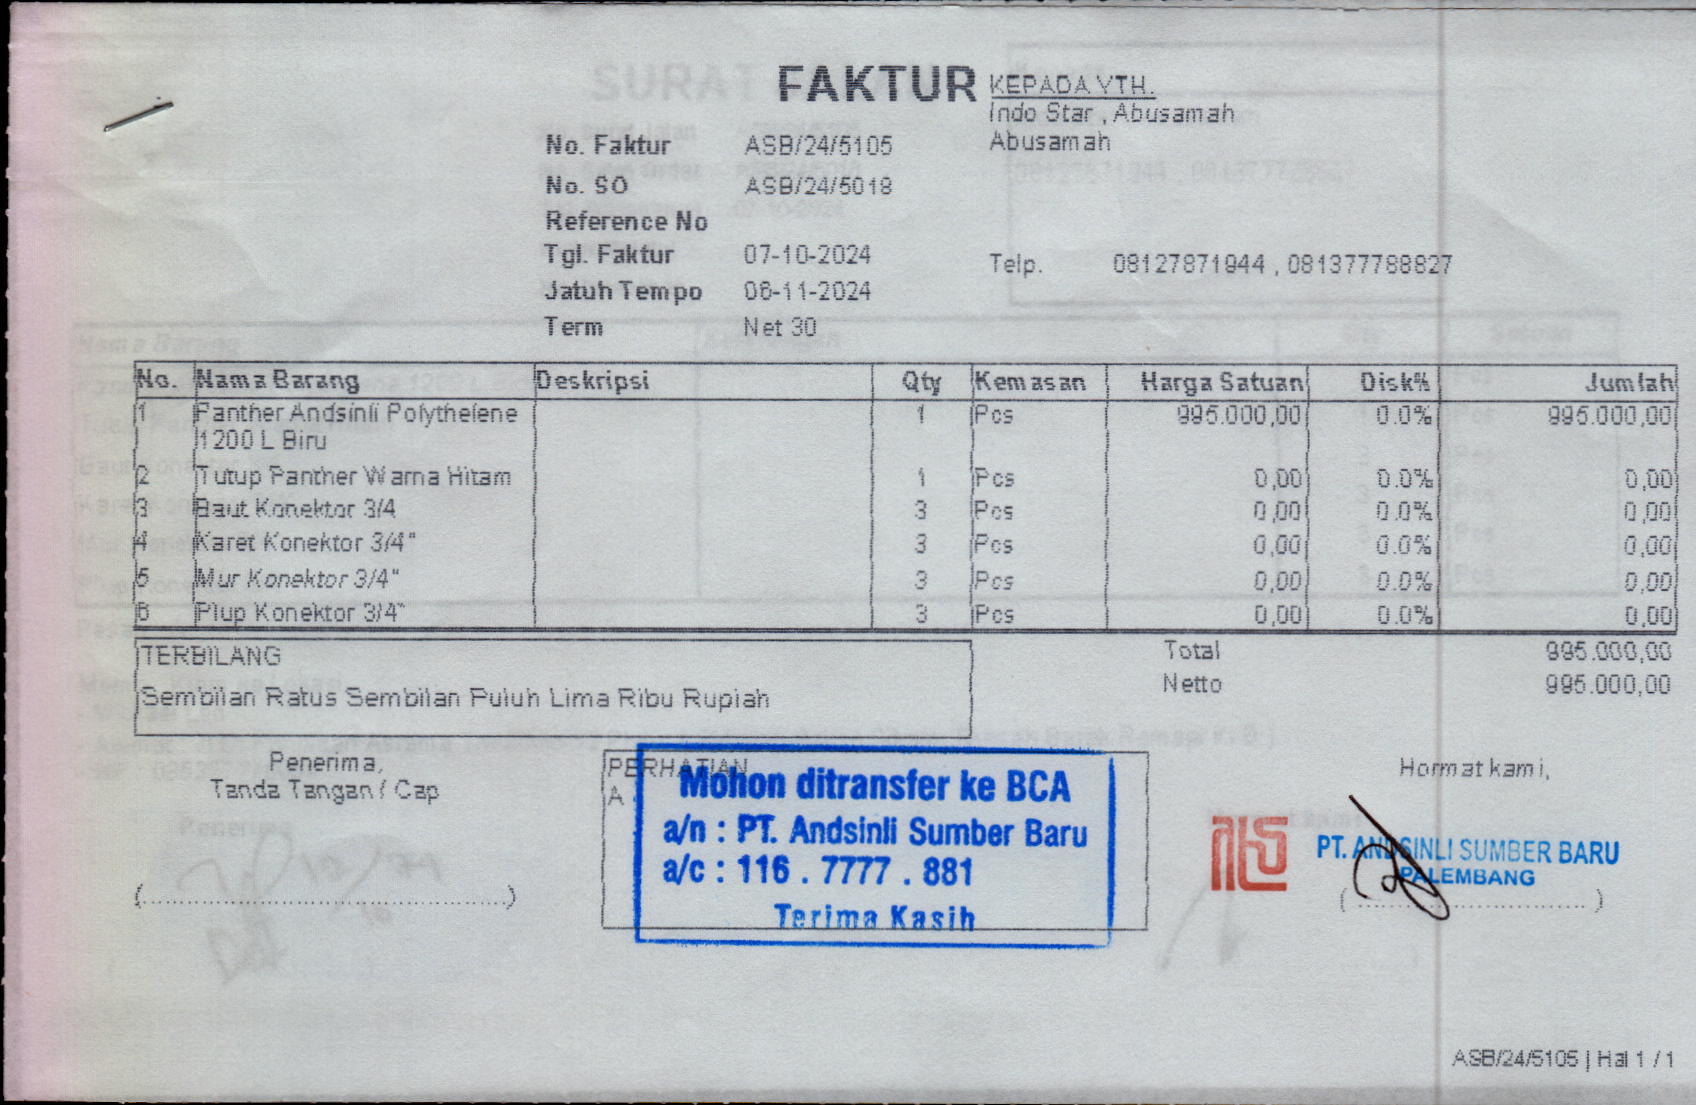 FAKTUR
KEPADA YTH.
Indo Star , Abusamah
Abusamah
No. Faktur ASB/24/5105
No. SO ASB/24/5018
Reference No
Tgl. Faktur 07-10-2024
Telp. 08127871944 , 081377788827
Jatuh Tempo 06-11-2024
Term Net 30
No. Nama Barang Deskripsi Qty Kemasan Harga Satuan Disk% Jumlah
1 Panther Andsinli Polythelene 1 Pcs 995.000,00 0.0% 995.000,00
1200 L Biru
2 Tutup Panther Warna Hitam 1 Pcs 0,00 0.0% 0,00
3 Baut Konektor 3/4 3 Pcs 0,00 0.0% 0,00
4 Karet Konektor 3/4" 3 Pcs 0,00 0.0% 0,00
5 Mur Konektor 3/4" 3 Pcs 0,00 0.0% 0,00
6 Plup Konektor 3/4" 3 Pcs 0,00 0.0% 0,00
TERBILANG
Sembilan Ratus Sembilan Puluh Lima Ribu Rupiah
Total 995.000,00
Netto 995.000,00
Penerima,
Tanda Tangan / Cap
(..............................)
PERHATIAN
A
Mohon ditransfer ke BCA
a/n : PT. Andsinli Sumber Baru
a/c : 116 . 7777 . 881
Terima Kasih
Hormat kami,
PT. ANDSINLI SUMBER BARU
PALEMBANG
(..............................)
ASB/24/5105 | Hal 1 / 1